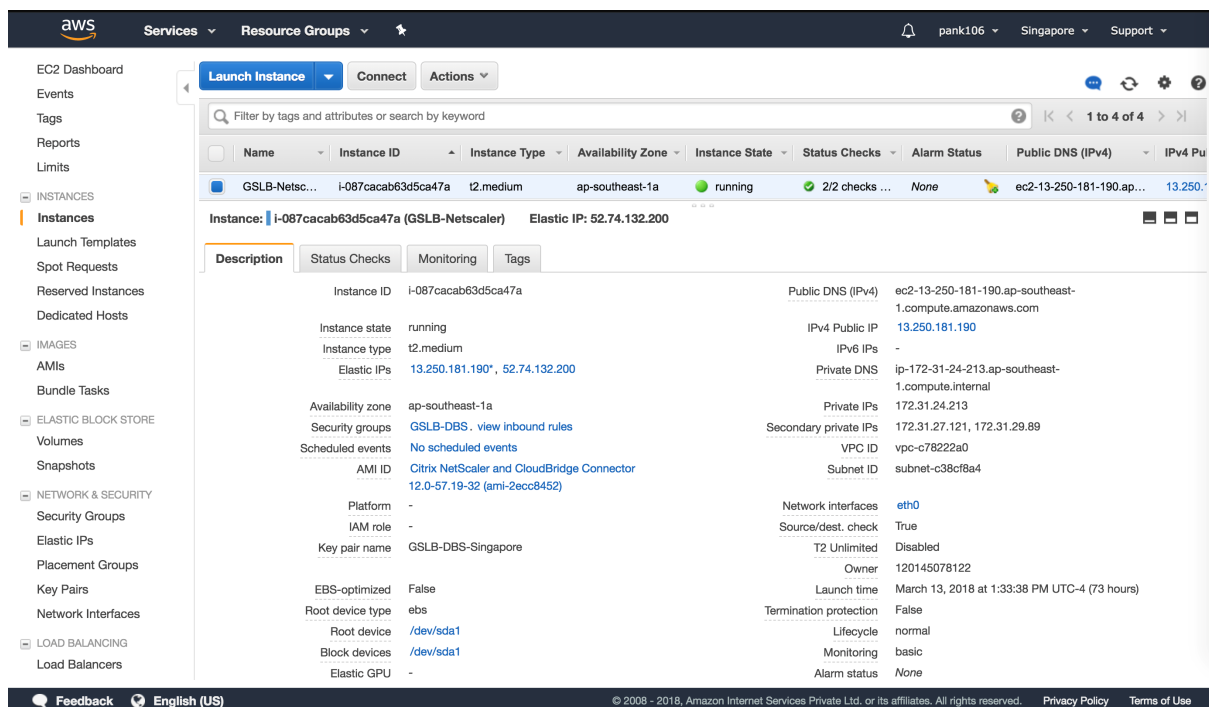 aws Services Resource Groups pank106 Singapore Support
EC2 Dashboard
Events
Tags
Reports
Limits
INSTANCES
Instances
Launch Templates
Spot Requests
Reserved Instances
Dedicated Hosts
IMAGES
AMIs
Bundle Tasks
ELASTIC BLOCK STORE
Volumes
Snapshots
NETWORK & SECURITY
Security Groups
Elastic IPs
Placement Groups
Key Pairs
Network Interfaces
LOAD BALANCING
Load Balancers
Launch Instance Connect Actions
Filter by tags and attributes or search by keyword 1 to 4 of 4
Name Instance ID Instance Type Availability Zone Instance State Status Checks Alarm Status Public DNS (IPv4) IPv4 Pu
GSLB-Netsc... i-087cacab63d5ca47a t2.medium ap-southeast-1a running 2/2 checks ... None ec2-13-250-181-190.ap... 13.250.1
Instance: i-087cacab63d5ca47a (GSLB-Netscaler) Elastic IP: 52.74.132.200
Description Status Checks Monitoring Tags
Instance ID i-087cacab63d5ca47a
Instance state running
Instance type t2.medium
Elastic IPs 13.250.181.190*, 52.74.132.200
Availability zone ap-southeast-1a
Security groups GSLB-DBS. view inbound rules
Scheduled events No scheduled events
AMI ID Citrix NetScaler and CloudBridge Connector
12.0-57.19-32 (ami-2ecc8452)
Platform -
IAM role -
Key pair name GSLB-DBS-Singapore
EBS-optimized False
Root device type ebs
Root device /dev/sda1
Block devices /dev/sda1
Elastic GPU -
Public DNS (IPv4) ec2-13-250-181-190.ap-southeast-
1.compute.amazonaws.com
IPv4 Public IP 13.250.181.190
IPv6 IPs -
Private DNS ip-172-31-24-213.ap-southeast-
1.compute.internal
Private IPs 172.31.24.213
Secondary private IPs 172.31.27.121, 172.31.29.89
VPC ID vpc-c78222a0
Subnet ID subnet-c38cf8a4
Network interfaces eth0
Source/dest. check True
T2 Unlimited Disabled
Owner 120145078122
Launch time March 13, 2018 at 1:33:38 PM UTC-4 (73 hours)
Termination protection False
Lifecycle normal
Monitoring basic
Alarm status None
Feedback English (US) © 2008 - 2018, Amazon Internet Services Private Ltd. or its affiliates. All rights reserved. Privacy Policy Terms of Use